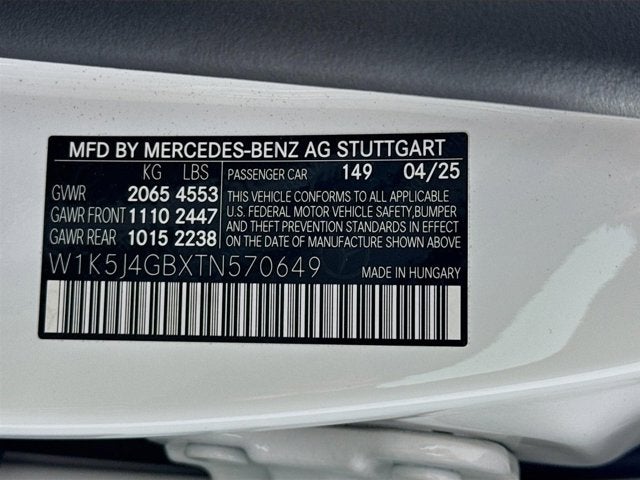 MFD BY MERCEDES-BENZ AG STUTTGART
KG LBS PASSENGER CAR 149 04/25
GVWR 2065 4553
GAWR FRONT 1110 2447
GAWR REAR 1015 2238
THIS VEHICLE CONFORMS TO ALL APPLICABLE
U.S. FEDERAL MOTOR VEHICLE SAFETY, BUMPER
AND THEFT PREVENTION STANDARDS IN EFFECT
ON THE DATE OF MANUFACTURE SHOWN ABOVE.
W1K5J4GBXTN570649 MADE IN HUNGARY